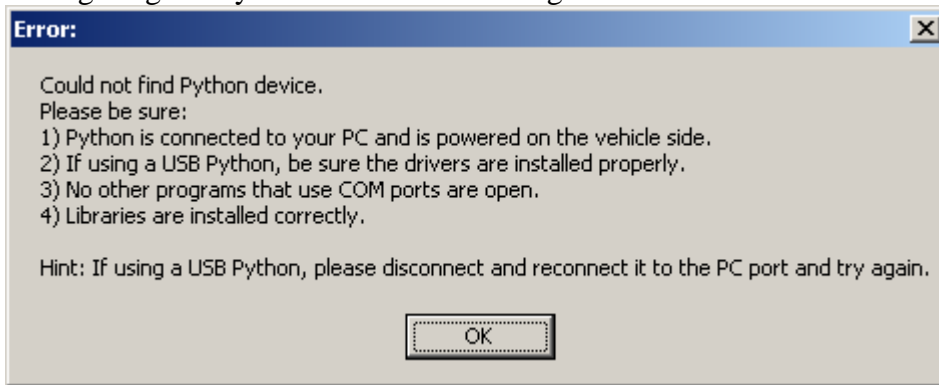 Error:
Could not find Python device.
Please be sure:
1) Python is connected to your PC and is powered on the vehicle side.
2) If using a USB Python, be sure the drivers are installed properly.
3) No other programs that use COM ports are open.
4) Libraries are installed correctly.
Hint: If using a USB Python, please disconnect and reconnect it to the PC port and try again.
OK